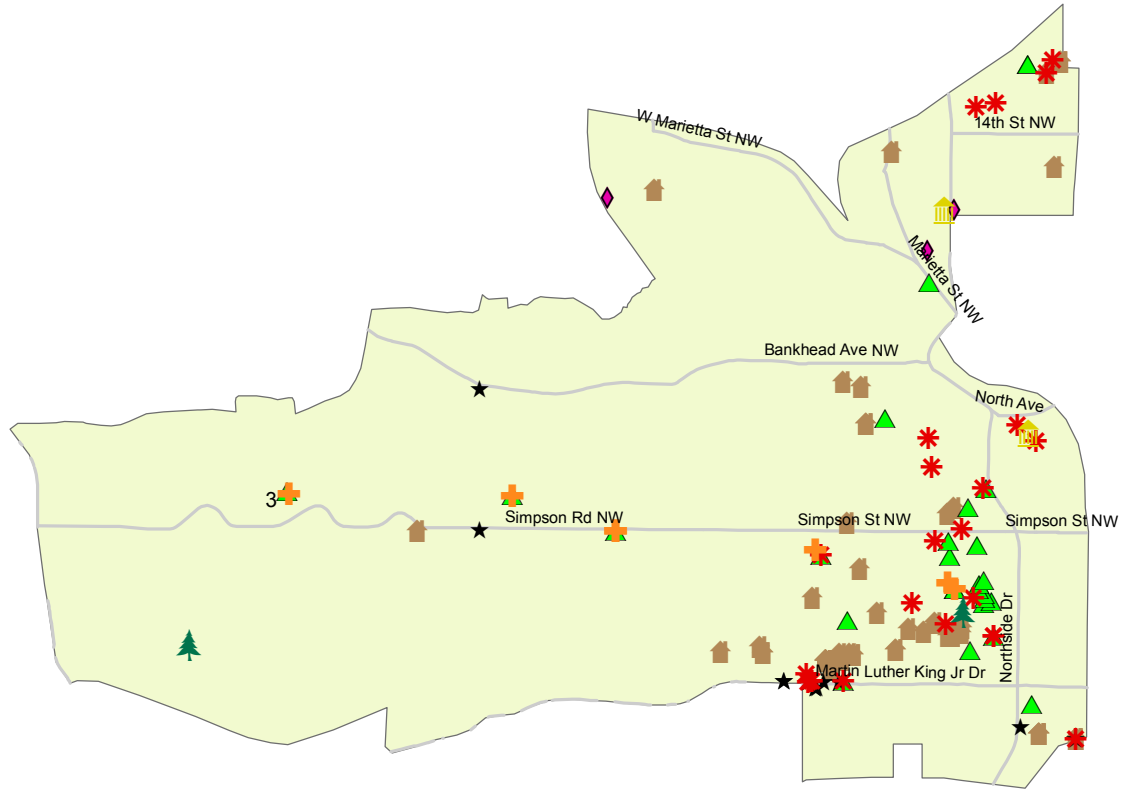 W Marietta St NW
14th St NW
Marietta St NW
Bankhead Ave NW
North Ave
3
Simpson Rd NW
Simpson St NW
Simpson St NW
Northside Dr
Martin Luther King Jr Dr